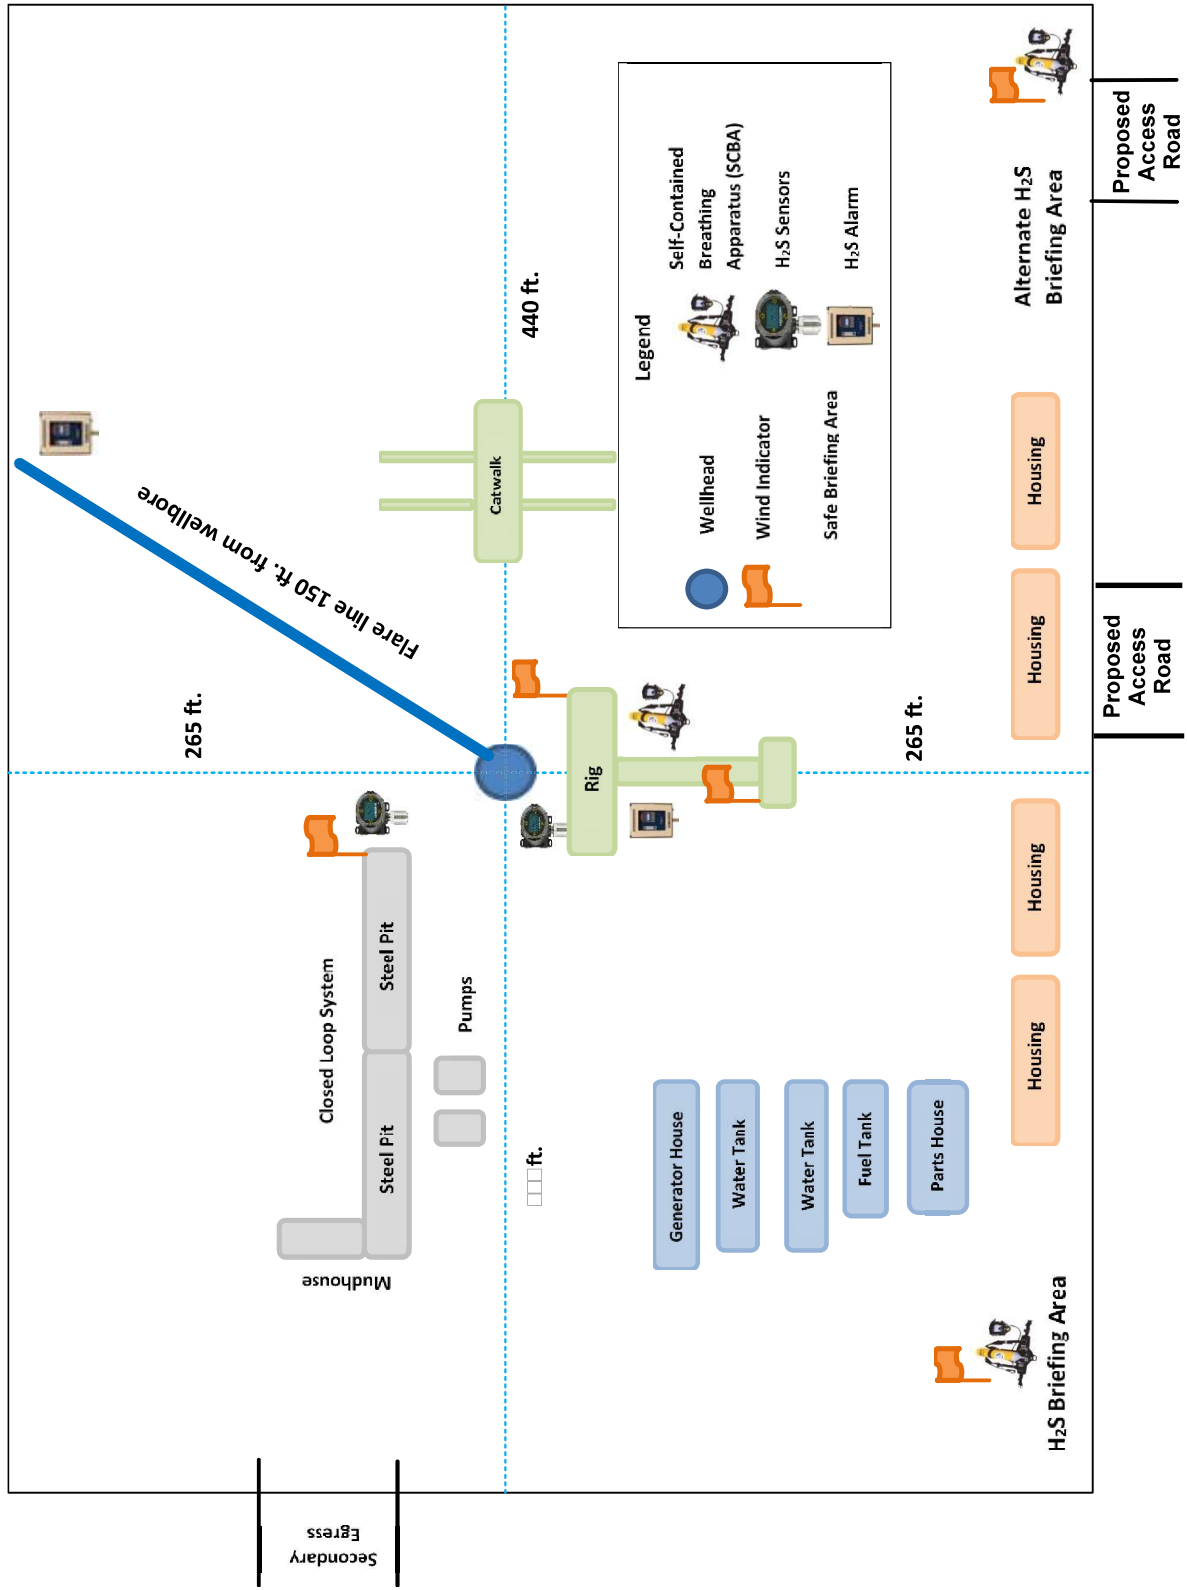 Secondary
Egress
Mudhouse
Closed Loop System
Steel Pit
Steel Pit
Pumps
265 ft.
Flare line 150 ft. from wellbore
440 ft.
Catwalk
ft.
Rig
265 ft.
Generator House
Water Tank
Water Tank
Fuel Tank
Parts House
Legend
Wellhead
Wind Indicator
Safe Briefing Area
Self-Contained
Breathing
Apparatus (SCBA)
H₂S Sensors
H₂S Alarm
H₂S Briefing Area
Housing
Housing
Housing
Housing
Alternate H₂S
Briefing Area
Proposed
Access
Road
Proposed
Access
Road